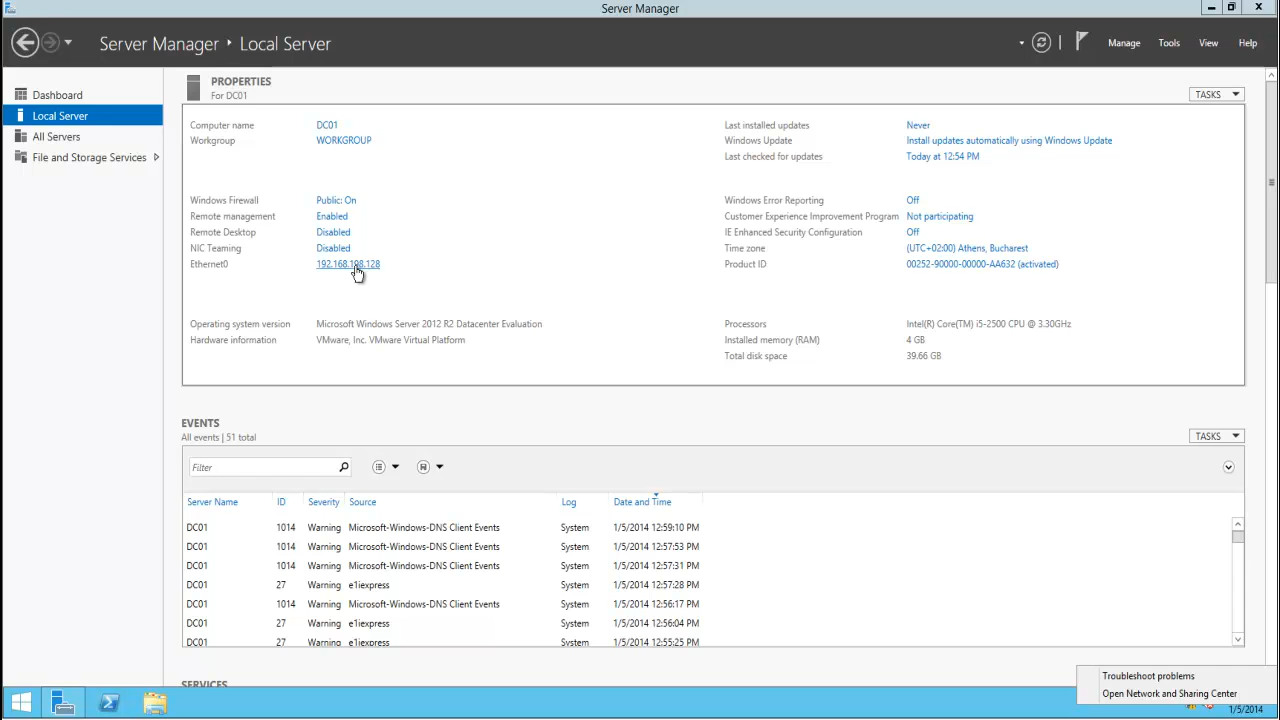 Server Manager
Server Manager ‣ Local Server
Manage Tools View Help
Dashboard
Local Server
All Servers
File and Storage Services
PROPERTIES
For DC01
TASKS
Computer name DC01
Workgroup WORKGROUP
Last installed updates Never
Windows Update Install updates automatically using Windows Update
Last checked for updates Today at 12:54 PM
Windows Firewall Public: On
Remote management Enabled
Remote Desktop Disabled
NIC Teaming Disabled
Ethernet0 192.168.198.128
Windows Error Reporting Off
Customer Experience Improvement Program Not participating
IE Enhanced Security Configuration Off
Time zone (UTC+02:00) Athens, Bucharest
Product ID 00252-90000-00000-AA632 (activated)
Operating system version Microsoft Windows Server 2012 R2 Datacenter Evaluation
Hardware information VMware, Inc. VMware Virtual Platform
Processors Intel(R) Core(TM) i5-2500 CPU @ 3.30GHz
Installed memory (RAM) 4 GB
Total disk space 39.66 GB
EVENTS
All events | 51 total
TASKS
Filter
Server Name ID Severity Source Log Date and Time
DC01 1014 Warning Microsoft-Windows-DNS Client Events System 1/5/2014 12:59:10 PM
DC01 1014 Warning Microsoft-Windows-DNS Client Events System 1/5/2014 12:57:53 PM
DC01 1014 Warning Microsoft-Windows-DNS Client Events System 1/5/2014 12:57:31 PM
DC01 27 Warning e1iexpress System 1/5/2014 12:57:28 PM
DC01 1014 Warning Microsoft-Windows-DNS Client Events System 1/5/2014 12:56:17 PM
DC01 27 Warning e1iexpress System 1/5/2014 12:56:04 PM
DC01 27 Warning e1iexpress System 1/5/2014 12:55:25 PM
SERVICES
Troubleshoot problems
Open Network and Sharing Center
1/5/2014